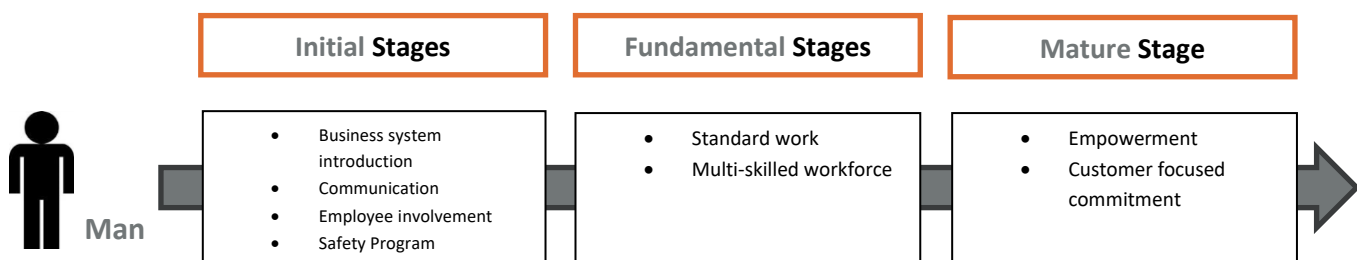 Initial Stages
Fundamental Stages
Mature Stage
Man
• Business system
introduction
• Communication
• Employee involvement
• Safety Program
• Standard work
• Multi-skilled workforce
• Empowerment
• Customer focused
commitment